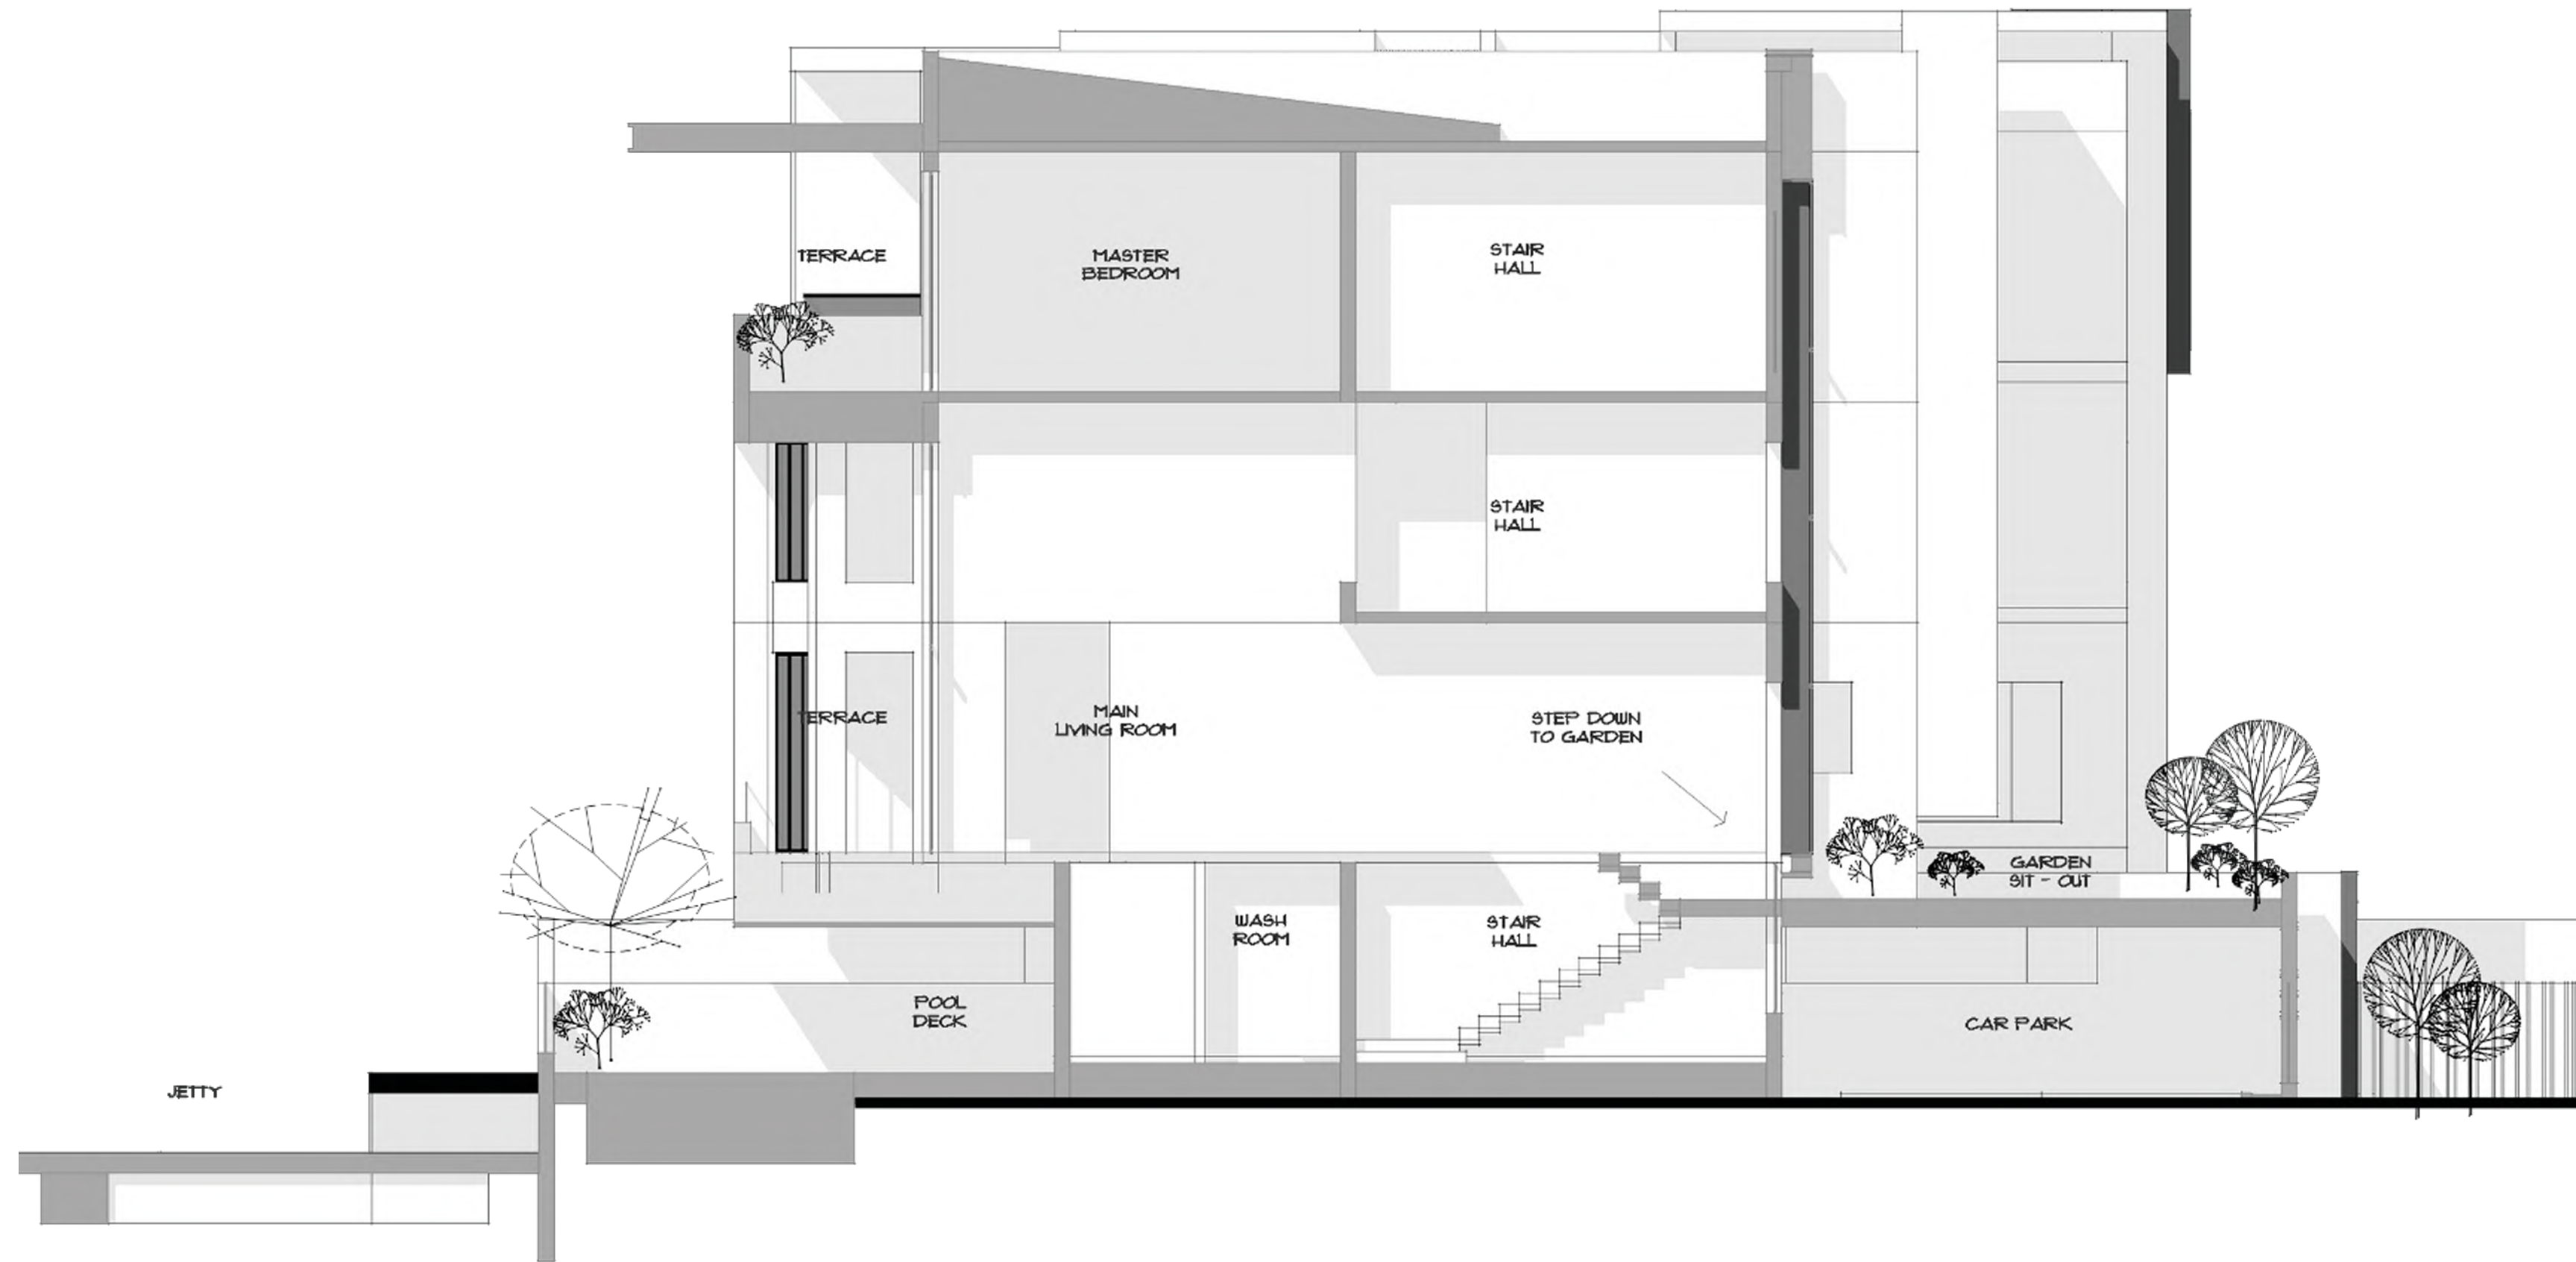 TERRACE
MASTER
BEDROOM
STAIR
HALL
STAIR
HALL
TERRACE
MAIN
LIVING ROOM
STEP DOWN
TO GARDEN
GARDEN
SIT - OUT
WASH
ROOM
STAIR
HALL
POOL
DECK
CAR PARK
JETTY